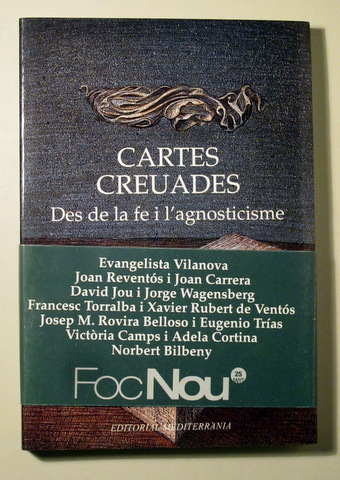 CARTES
CREUADES
Des de la fe i l'agnosticisme
Evangelista Vilanova
Joan Reventós i Joan Carrera
David Jou i Jorge Wagensberg
Francesc Torralba i Xavier Rubert de Ventós
Josep M. Rovira Belloso i Eugenio Trías
Victòria Camps i Adela Cortina
Norbert Bilbeny
FocNou 25
EDITORIAL MEDITERRÀNIA